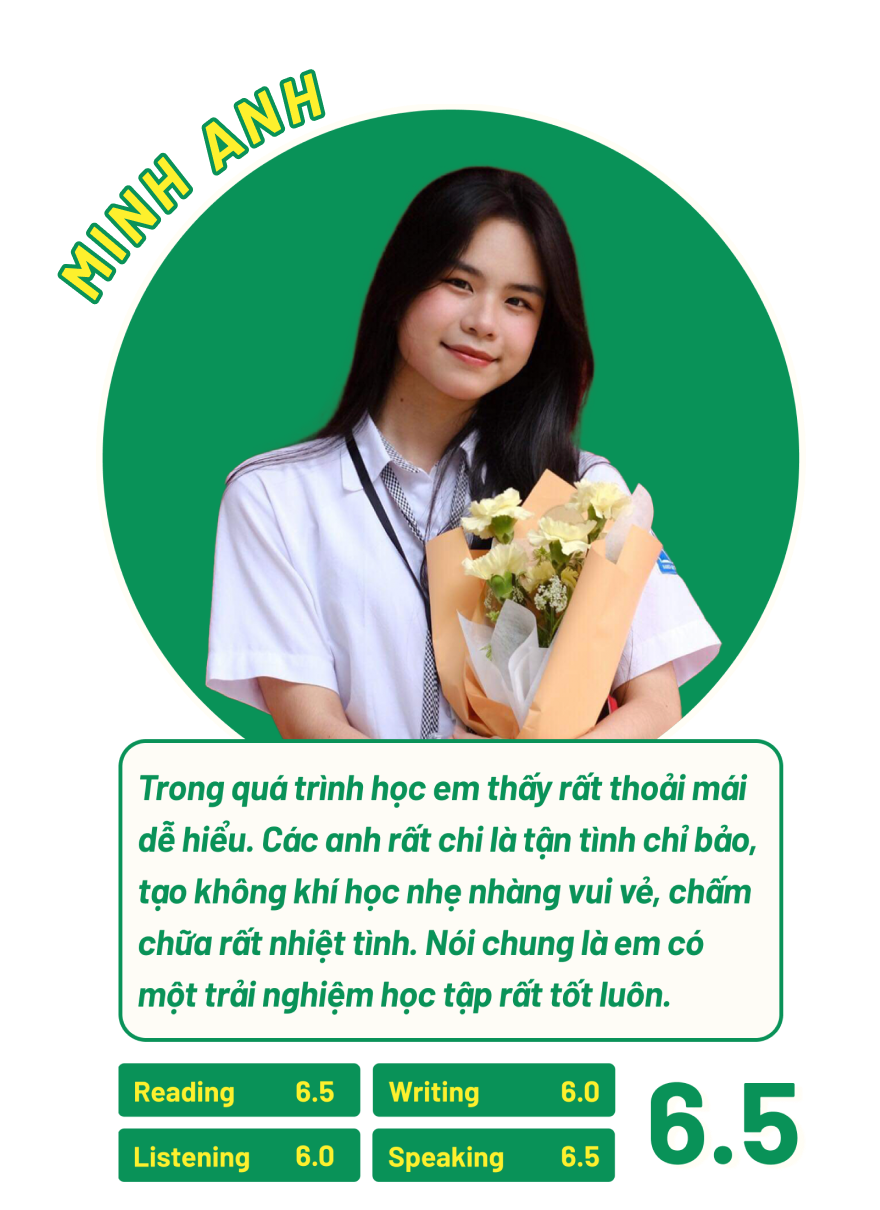 MINH ANH
Trong quá trình học em thấy rất thoải mái
dễ hiểu. Các anh rất chi là tận tình chỉ bảo,
tạo không khí học nhẹ nhàng vui vẻ, chấm
chữa rất nhiệt tình. Nói chung là em có
một trải nghiệm học tập rất tốt luôn.
Reading 6.5
Writing 6.0
Listening 6.0
Speaking 6.5
6.5